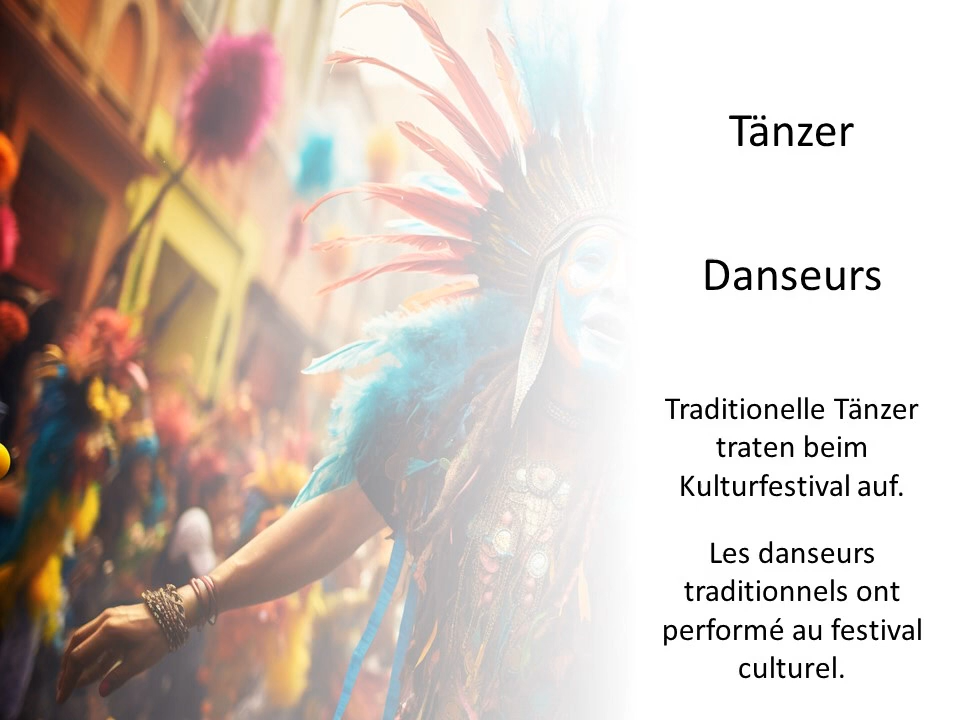 Tänzer
Danseurs
Traditionelle Tänzer
traten beim
Kulturfestival auf.
Les danseurs
traditionnels ont
performé au festival
culturel.